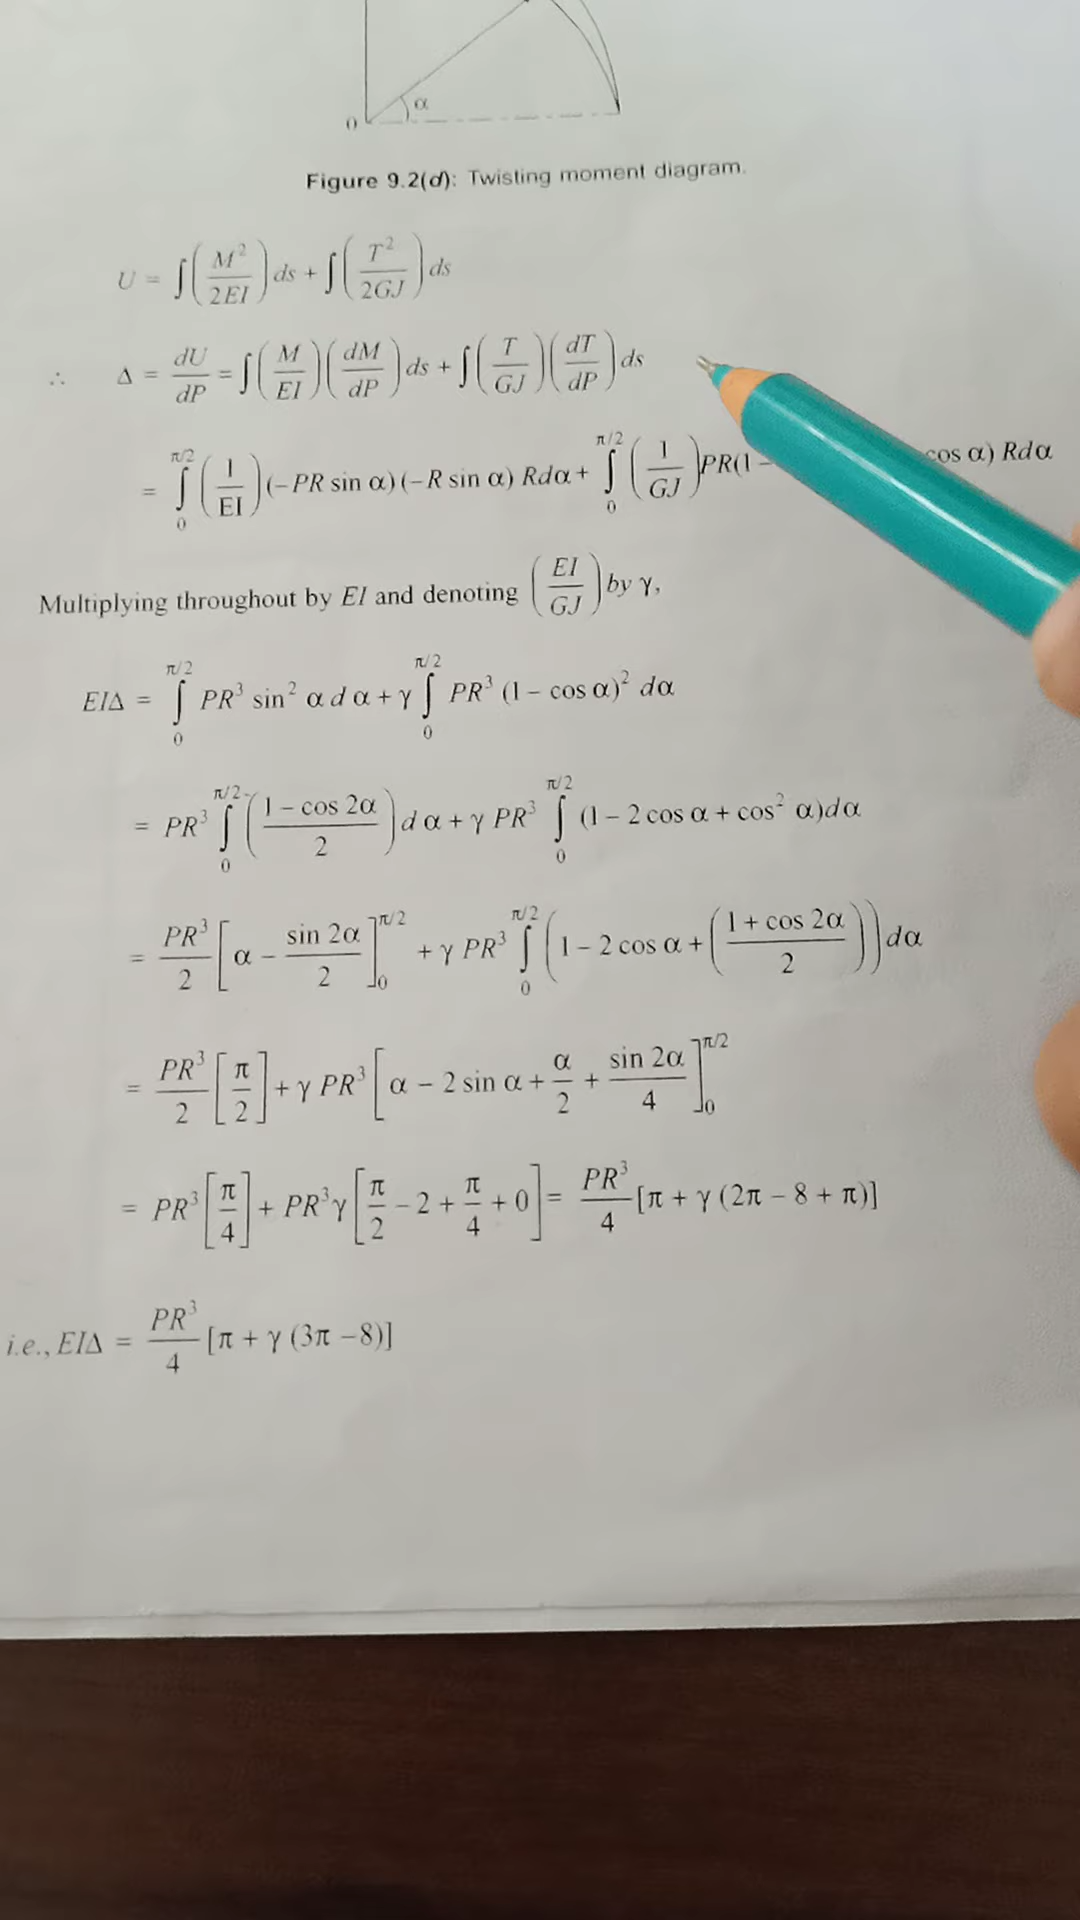 α
0
Figure 9.2(d): Twisting moment diagram.
U = ∫(M²/2EI) ds + ∫(T²/2GJ) ds
∴ Δ = dU/dP = ∫(M/EI)(dM/dP) ds + ∫(T/GJ)(dT/dP) ds
= ∫₀^{π/2} (1/EI)(−PR sin α)(−R sin α) Rdα + ∫₀^{π/2} (1/GJ)PR(1 − cos α) Rdα
Multiplying throughout by EI and denoting (EI/GJ) by γ,
EIΔ = ∫₀^{π/2} PR³ sin² α d α + γ ∫₀^{π/2} PR³ (1 − cos α)² dα
= PR³ ∫₀^{π/2} ((1 − cos 2α)/2) d α + γ PR³ ∫₀^{π/2} (1 − 2 cos α + cos² α)dα
= PR³/2 [α − sin 2α/2]₀^{π/2} + γ PR³ ∫₀^{π/2} (1 − 2 cos α + ((1 + cos 2α)/2)) dα
= PR³/2 [π/2] + γ PR³ [α − 2 sin α + α/2 + sin 2α/4]₀^{π/2}
= PR³ [π/4] + PR³γ [π/2 − 2 + π/4 + 0] = PR³/4 [π + γ (2π − 8 + π)]
i.e., EIΔ = PR³/4 [π + γ (3π −8)]